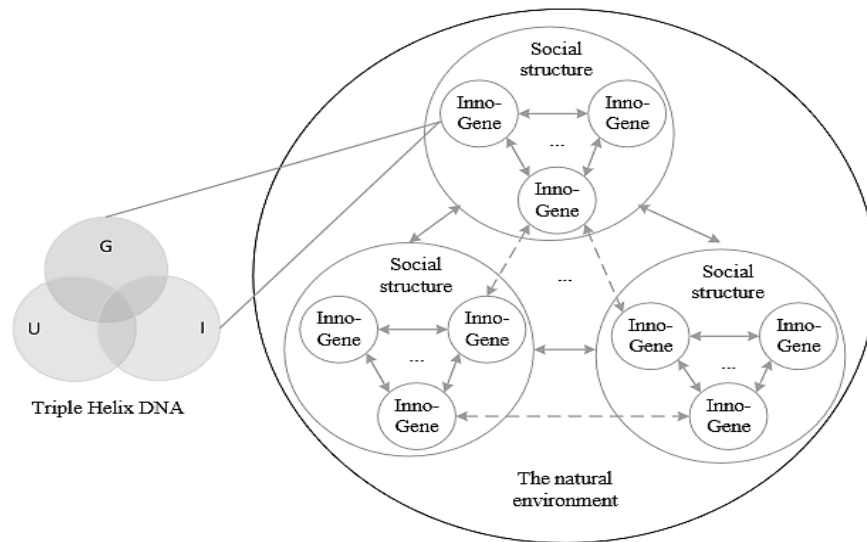 Social
structure
Inno-
Gene
Inno-
Gene
...
Inno-
Gene
G
U
I
Triple Helix DNA
Social
structure
Inno-
Gene
Inno-
Gene
...
Inno-
Gene
...
Social
structure
Inno-
Gene
Inno-
Gene
...
Inno-
Gene
The natural
environment